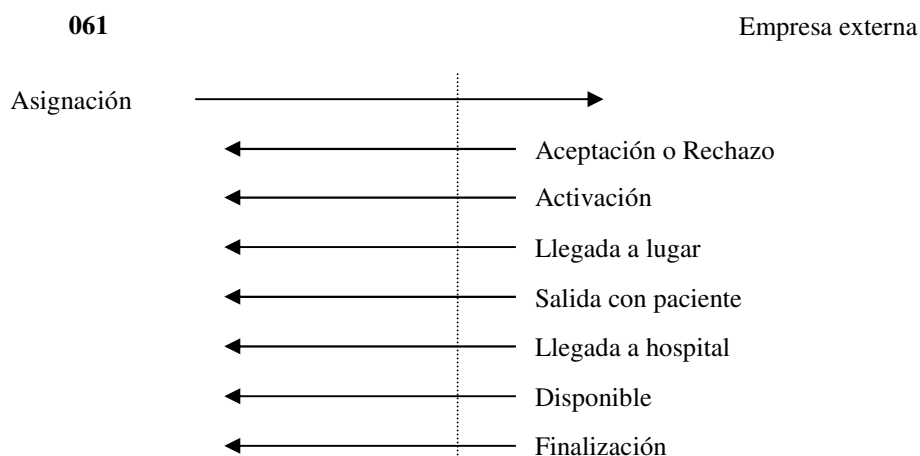 061 Empresa externa
Asignación
Aceptación o Rechazo
Activación
Llegada a lugar
Salida con paciente
Llegada a hospital
Disponible
Finalización